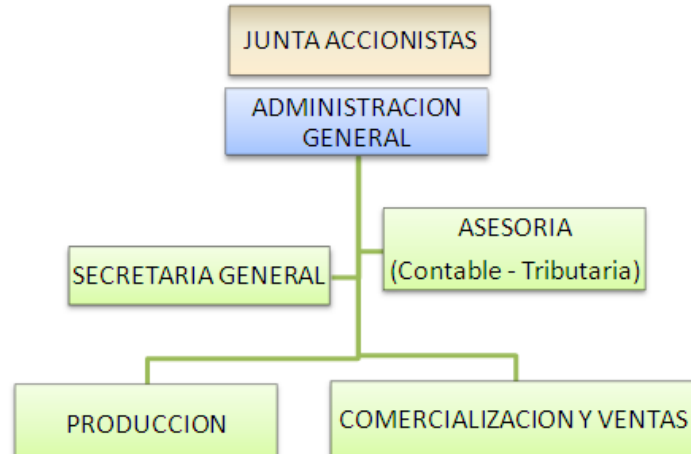 JUNTA ACCIONISTAS
ADMINISTRACION
GENERAL
ASESORIA
(Contable - Tributaria)
SECRETARIA GENERAL
PRODUCCION
COMERCIALIZACION Y VENTAS